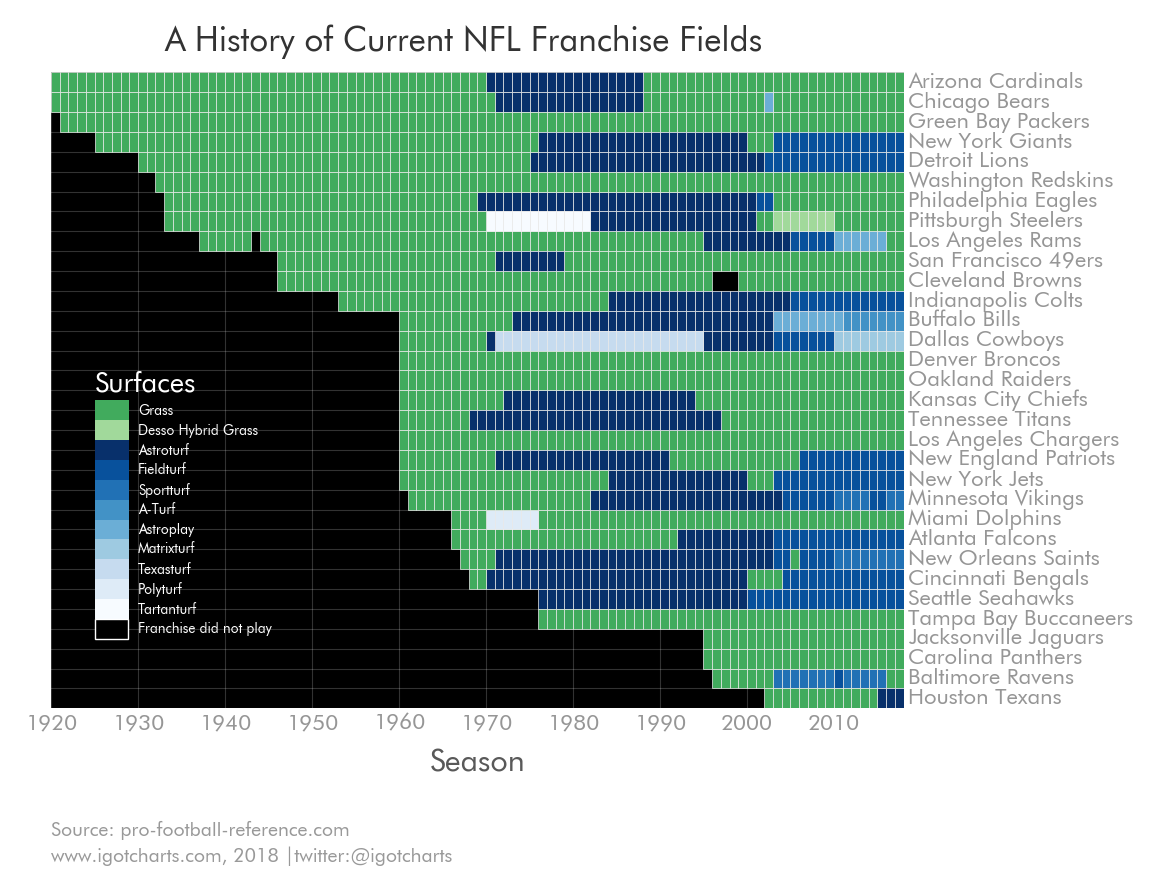 A History of Current NFL Franchise Fields
Arizona Cardinals
Chicago Bears
Green Bay Packers
New York Giants
Detroit Lions
Washington Redskins
Philadelphia Eagles
Pittsburgh Steelers
Los Angeles Rams
San Francisco 49ers
Cleveland Browns
Indianapolis Colts
Buffalo Bills
Dallas Cowboys
Denver Broncos
Oakland Raiders
Kansas City Chiefs
Tennessee Titans
Los Angeles Chargers
New England Patriots
New York Jets
Minnesota Vikings
Miami Dolphins
Atlanta Falcons
New Orleans Saints
Cincinnati Bengals
Seattle Seahawks
Tampa Bay Buccaneers
Jacksonville Jaguars
Carolina Panthers
Baltimore Ravens
Houston Texans
Surfaces
Grass
Desso Hybrid Grass
Astroturf
Fieldturf
Sportturf
A-Turf
Astroplay
Matrixturf
Texasturf
Polyturf
Tartanturf
Franchise did not play
1920 1930 1940 1950 1960 1970 1980 1990 2000 2010
Season
Source: pro-football-reference.com
www.igotcharts.com, 2018 |twitter:@igotcharts